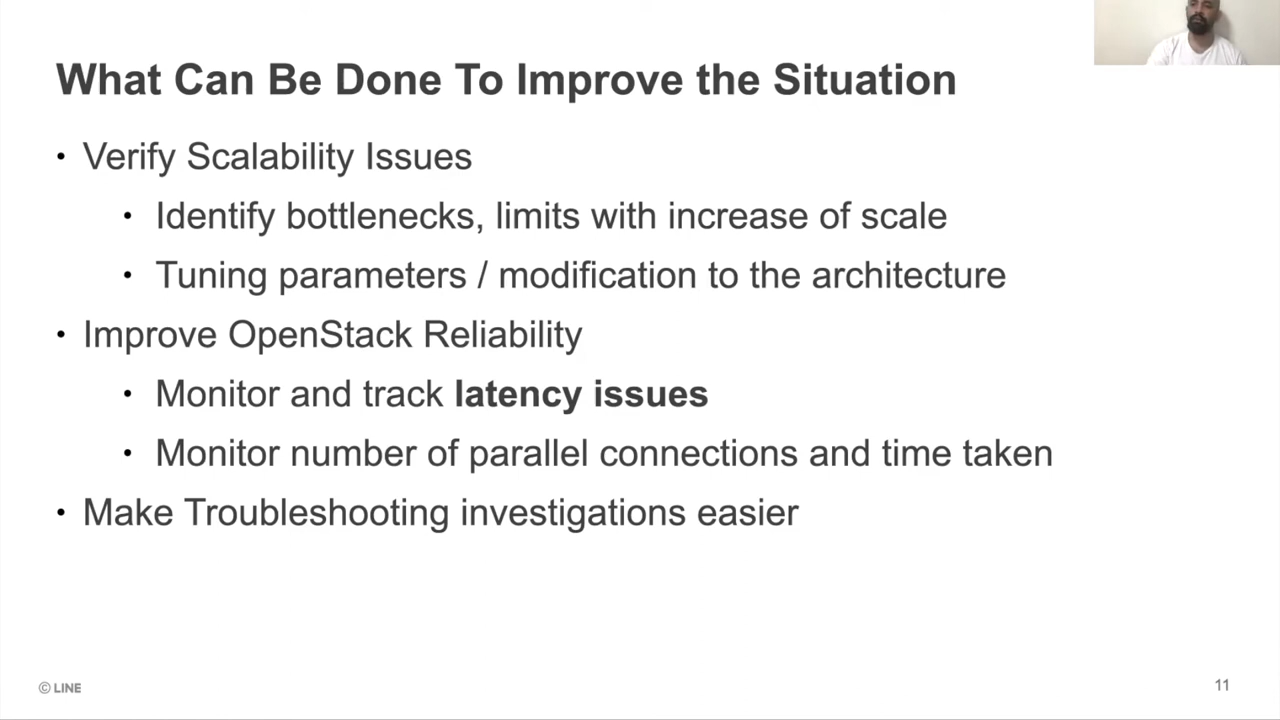 What Can Be Done To Improve the Situation
• Verify Scalability Issues
• Identify bottlenecks, limits with increase of scale
• Tuning parameters / modification to the architecture
• Improve OpenStack Reliability
• Monitor and track latency issues
• Monitor number of parallel connections and time taken
• Make Troubleshooting investigations easier
© LINE
11